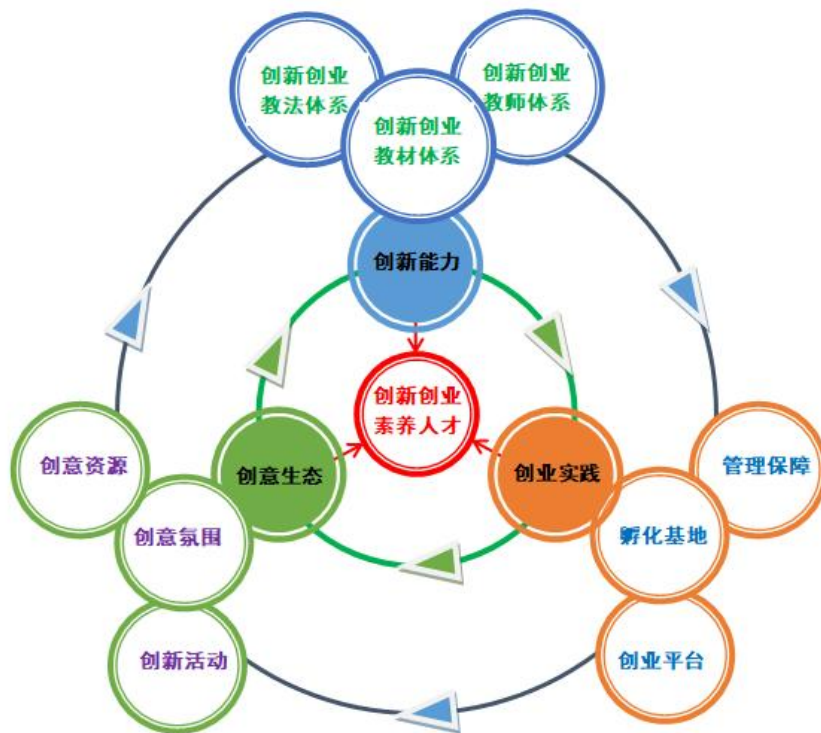 创新创业
教法体系
创新创业
教师体系
创新创业
教材体系
创新能力
创新创业
素养人才
创意资源
创意生态
创业实践
管理保障
创意氛围
孵化基地
创新活动
创业平台